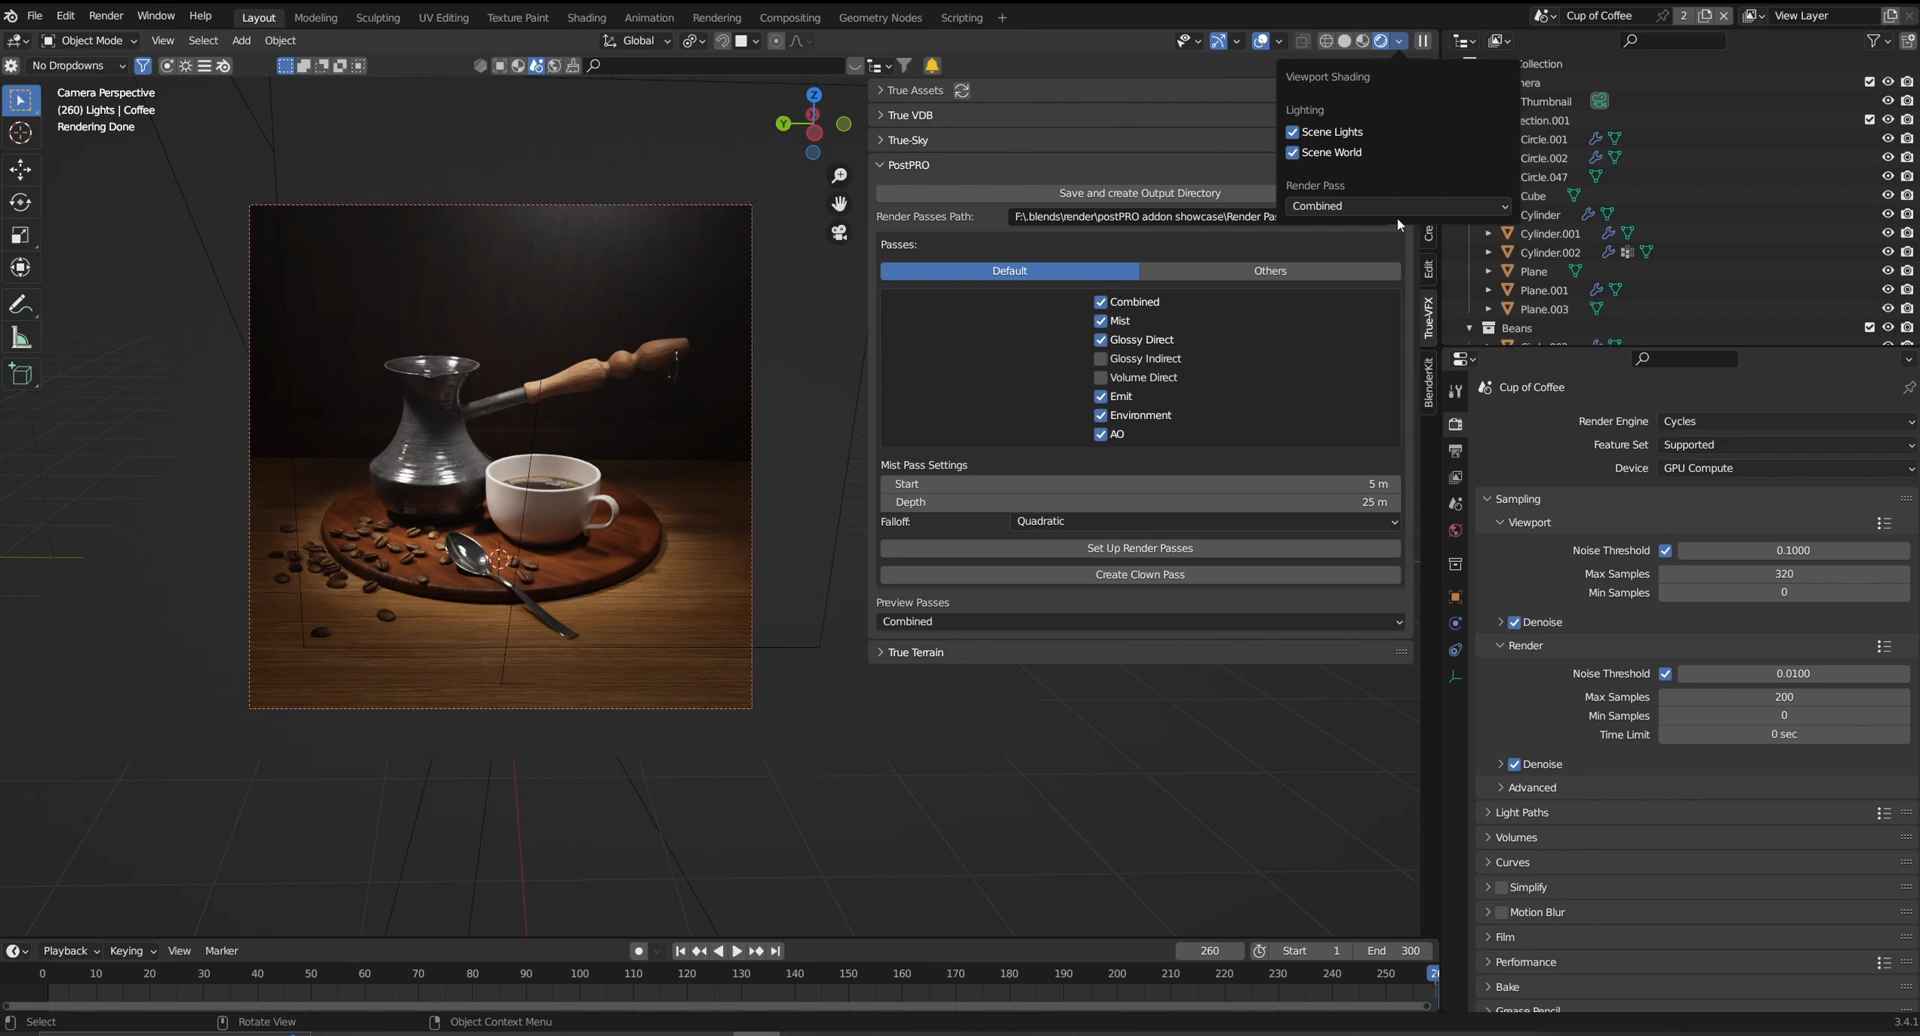 File Edit Render Window Help Layout Modeling Sculpting UV Editing Texture Paint Shading Animation Rendering Compositing Geometry Nodes Scripting + Cup of Coffee 2 View Layer
Object Mode View Select Add Object Global
No Dropdowns
Camera Perspective
(260) Lights | Coffee
Rendering Done
Z
Y
True Assets
True VDB
True-Sky
PostPRO
Save and create Output Directory
Render Passes Path: F:\.blends\render\postPRO addon showcase\Render Pas
Passes:
Default Others
Combined
Mist
Glossy Direct
Glossy Indirect
Volume Direct
Emit
Environment
AO
Mist Pass Settings
Start 5 m
Depth 25 m
Falloff: Quadratic
Set Up Render Passes
Create Clown Pass
Preview Passes
Combined
True Terrain
Viewport Shading
Lighting
Scene Lights
Scene World
Render Pass
Combined
Cre
Edit
True-VFX
BlenderKit
Collection
mera
Thumbnail
ection.001
Circle.001
Circle.002
Circle.047
Cube
Cylinder
Cylinder.001
Cylinder.002
Plane
Plane.001
Plane.003
Beans
Cup of Coffee
Render Engine Cycles
Feature Set Supported
Device GPU Compute
Sampling
Viewport
Noise Threshold 0.1000
Max Samples 320
Min Samples 0
Denoise
Render
Noise Threshold 0.0100
Max Samples 200
Min Samples 0
Time Limit 0 sec
Denoise
Advanced
Light Paths
Volumes
Curves
Simplify
Motion Blur
Film
Performance
Bake
Grease Pencil
Playback Keying View Marker 260 Start 1 End 300
0 10 20 30 40 50 60 70 80 90 100 110 120 130 140 150 160 170 180 190 200 210 220 230 240 250 26
Select Rotate View Object Context Menu 3.4.1